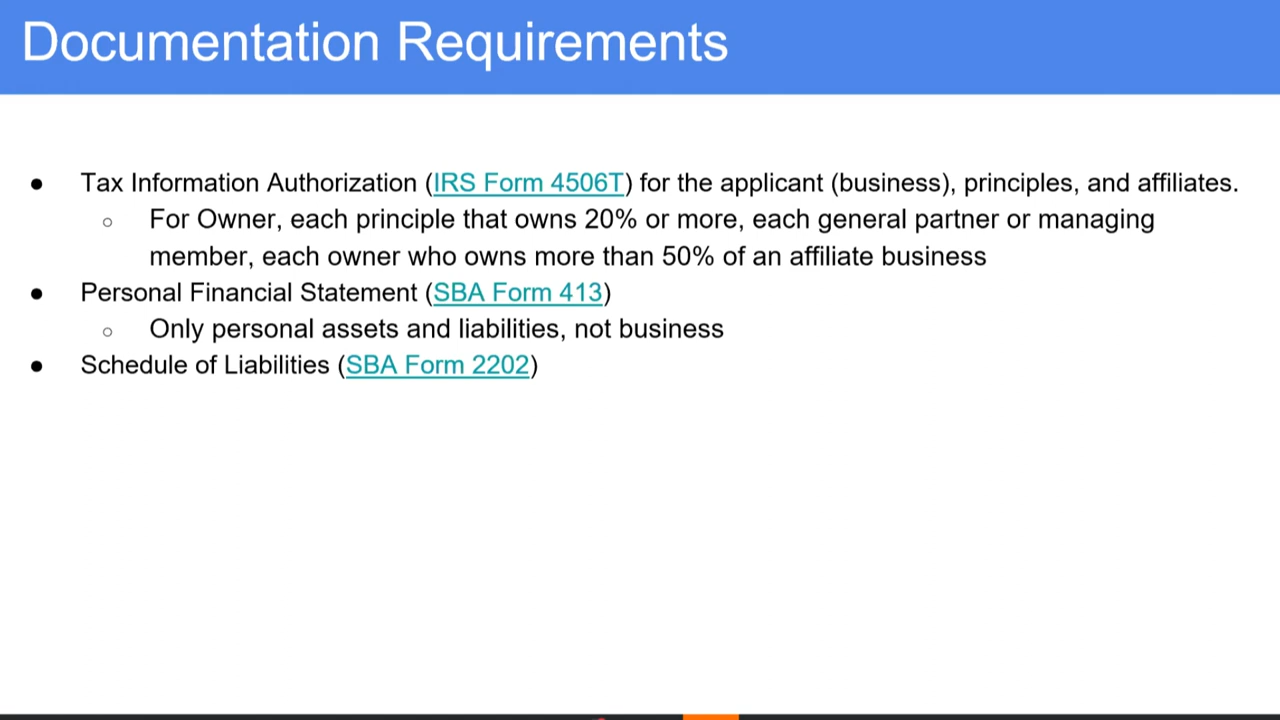 Documentation Requirements
● Tax Information Authorization (IRS Form 4506T) for the applicant (business), principles, and affiliates.
○ For Owner, each principle that owns 20% or more, each general partner or managing
member, each owner who owns more than 50% of an affiliate business
● Personal Financial Statement (SBA Form 413)
○ Only personal assets and liabilities, not business
● Schedule of Liabilities (SBA Form 2202)